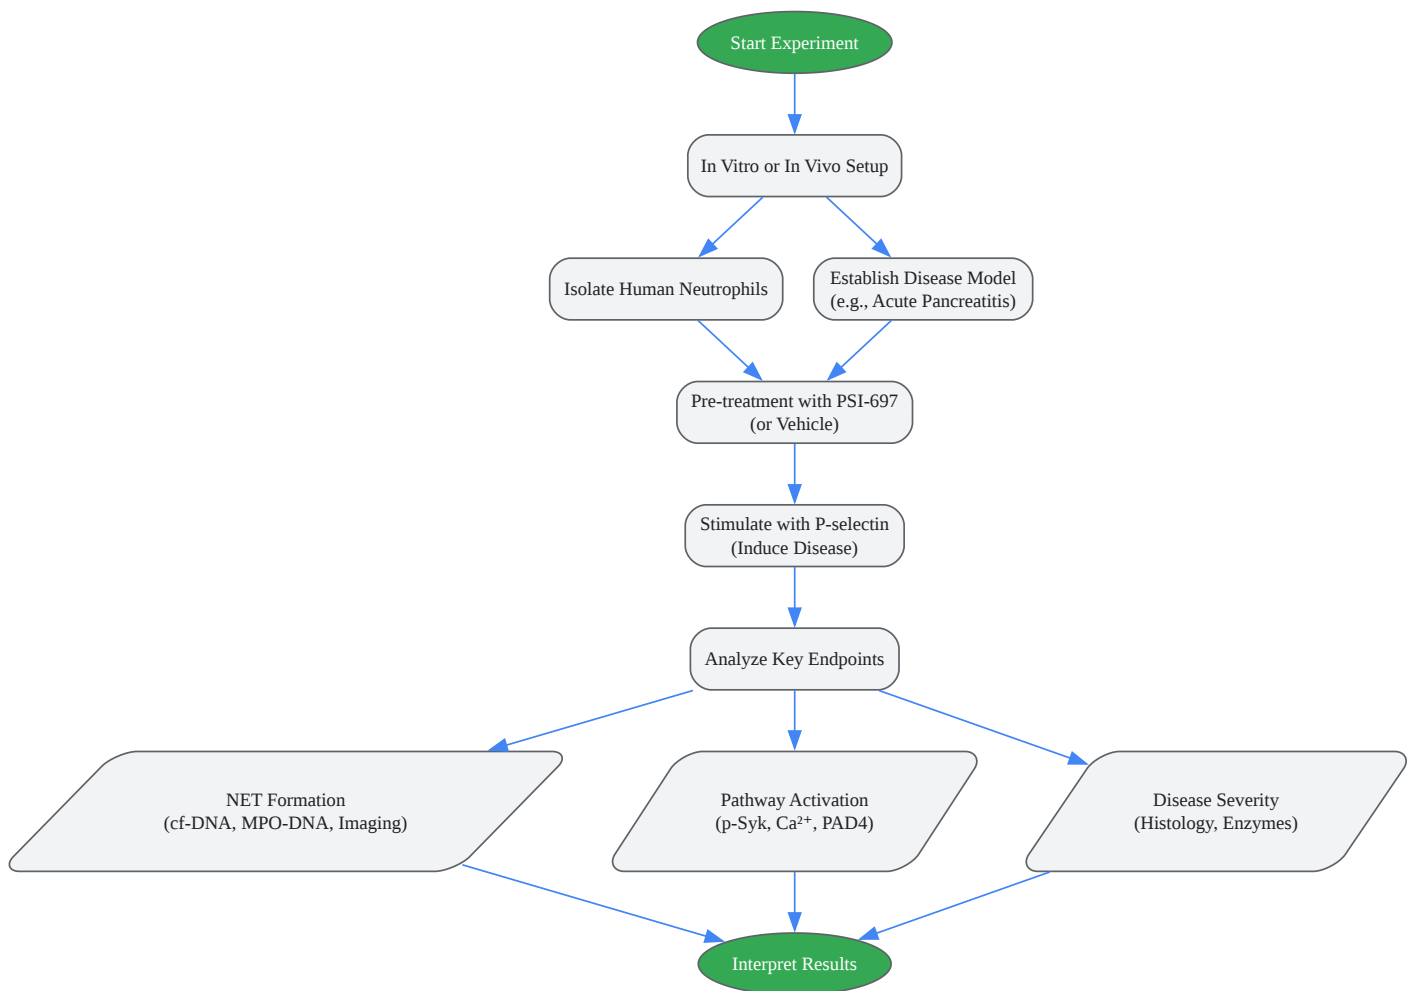 Start Experiment
In Vitro or In Vivo Setup
Isolate Human Neutrophils
Establish Disease Model
(e.g., Acute Pancreatitis)
Pre-treatment with PSI-697
(or Vehicle)
Stimulate with P-selectin
(Induce Disease)
Analyze Key Endpoints
NET Formation
(cf-DNA, MPO-DNA, Imaging)
Pathway Activation
(p-Syk, Ca²⁺, PAD4)
Disease Severity
(Histology, Enzymes)
Interpret Results